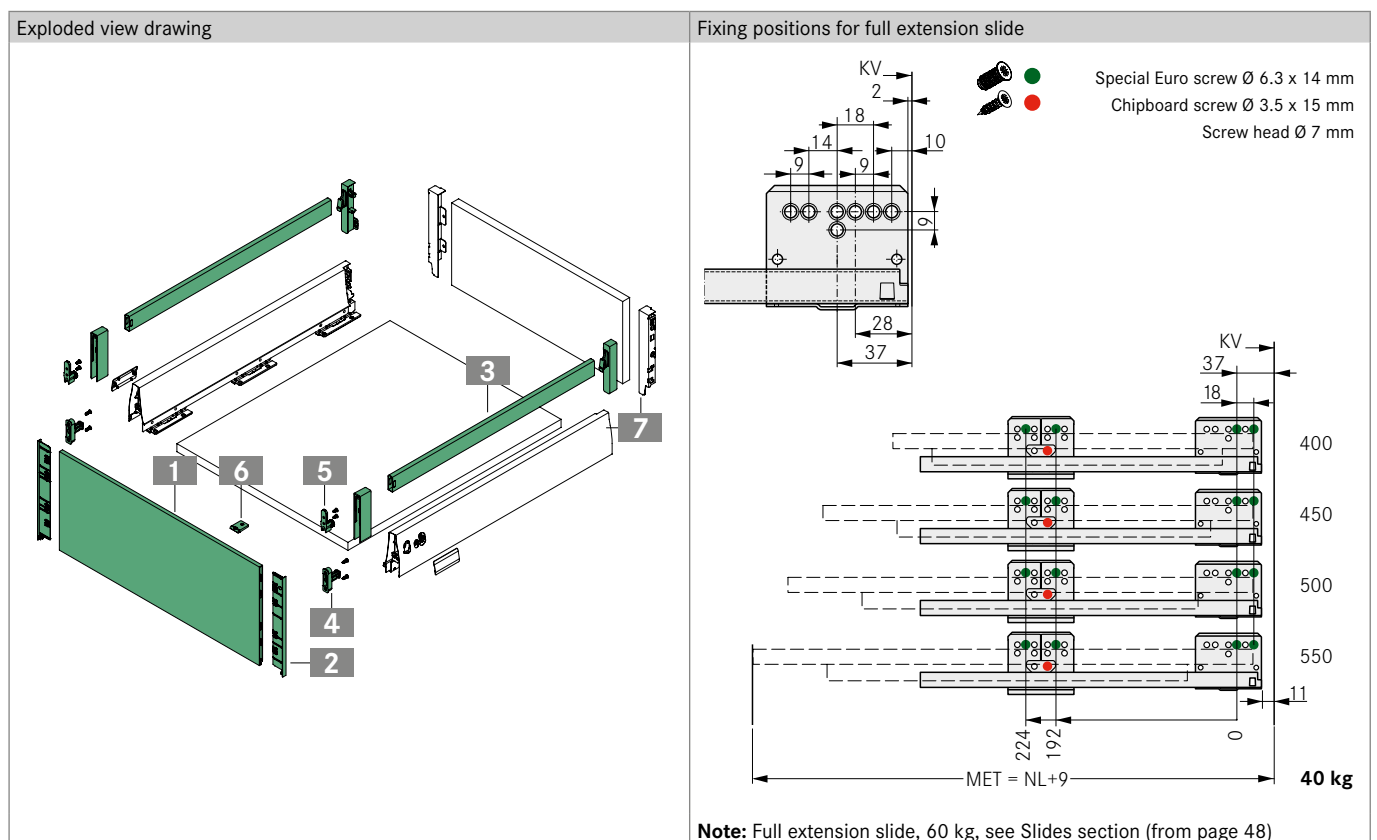 Exploded view drawing
3
7
1
6
5
4
2
Fixing positions for full extension slide
Special Euro screw Ø 6.3 x 14 mm
Chipboard screw Ø 3.5 x 15 mm
Screw head Ø 7 mm
KV
2
18
14
10
9
9
9
28
37
KV
37
18
400
450
500
550
11
224
192
0
MET = NL+9
40 kg
Note: Full extension slide, 60 kg, see Slides section (from page 48)